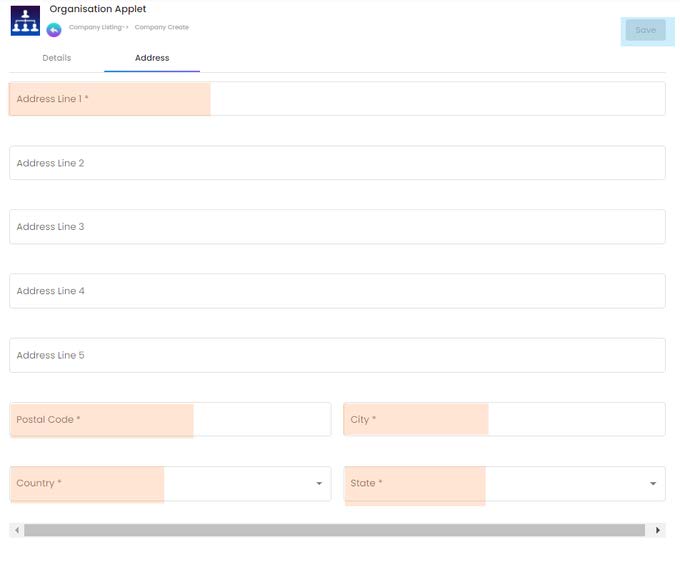 Organisation Applet
Company Listing-> Company Create
Save
Details Address
Address Line 1 *
Address Line 2
Address Line 3
Address Line 4
Address Line 5
Postal Code * City *
Country * State *